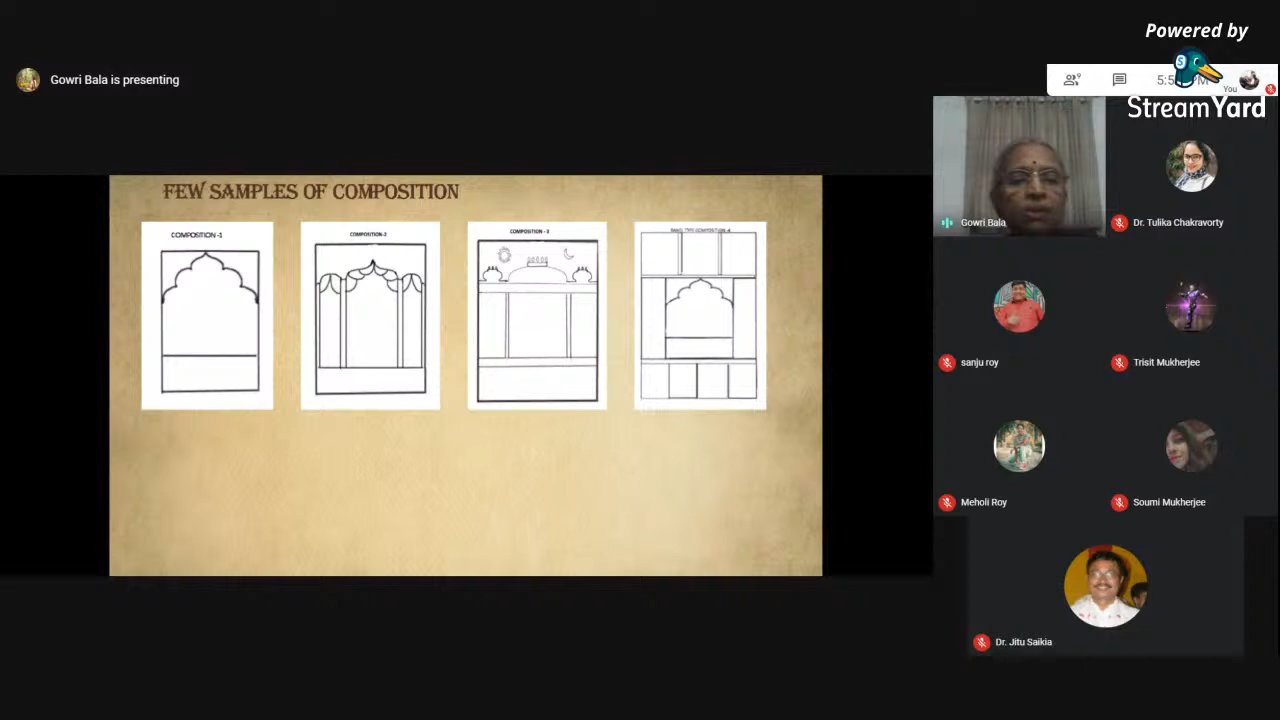 Powered by
StreamYard
Gowri Bala is presenting
You
FEW SAMPLES OF COMPOSITION
COMPOSITION -1
COMPOSITION-2
COMPOSITION - 3
Gowri Bala
Dr. Tulika Chakravorty
sanju roy
Trisit Mukherjee
Meholi Roy
Soumi Mukherjee
Dr. Jitu Saikia